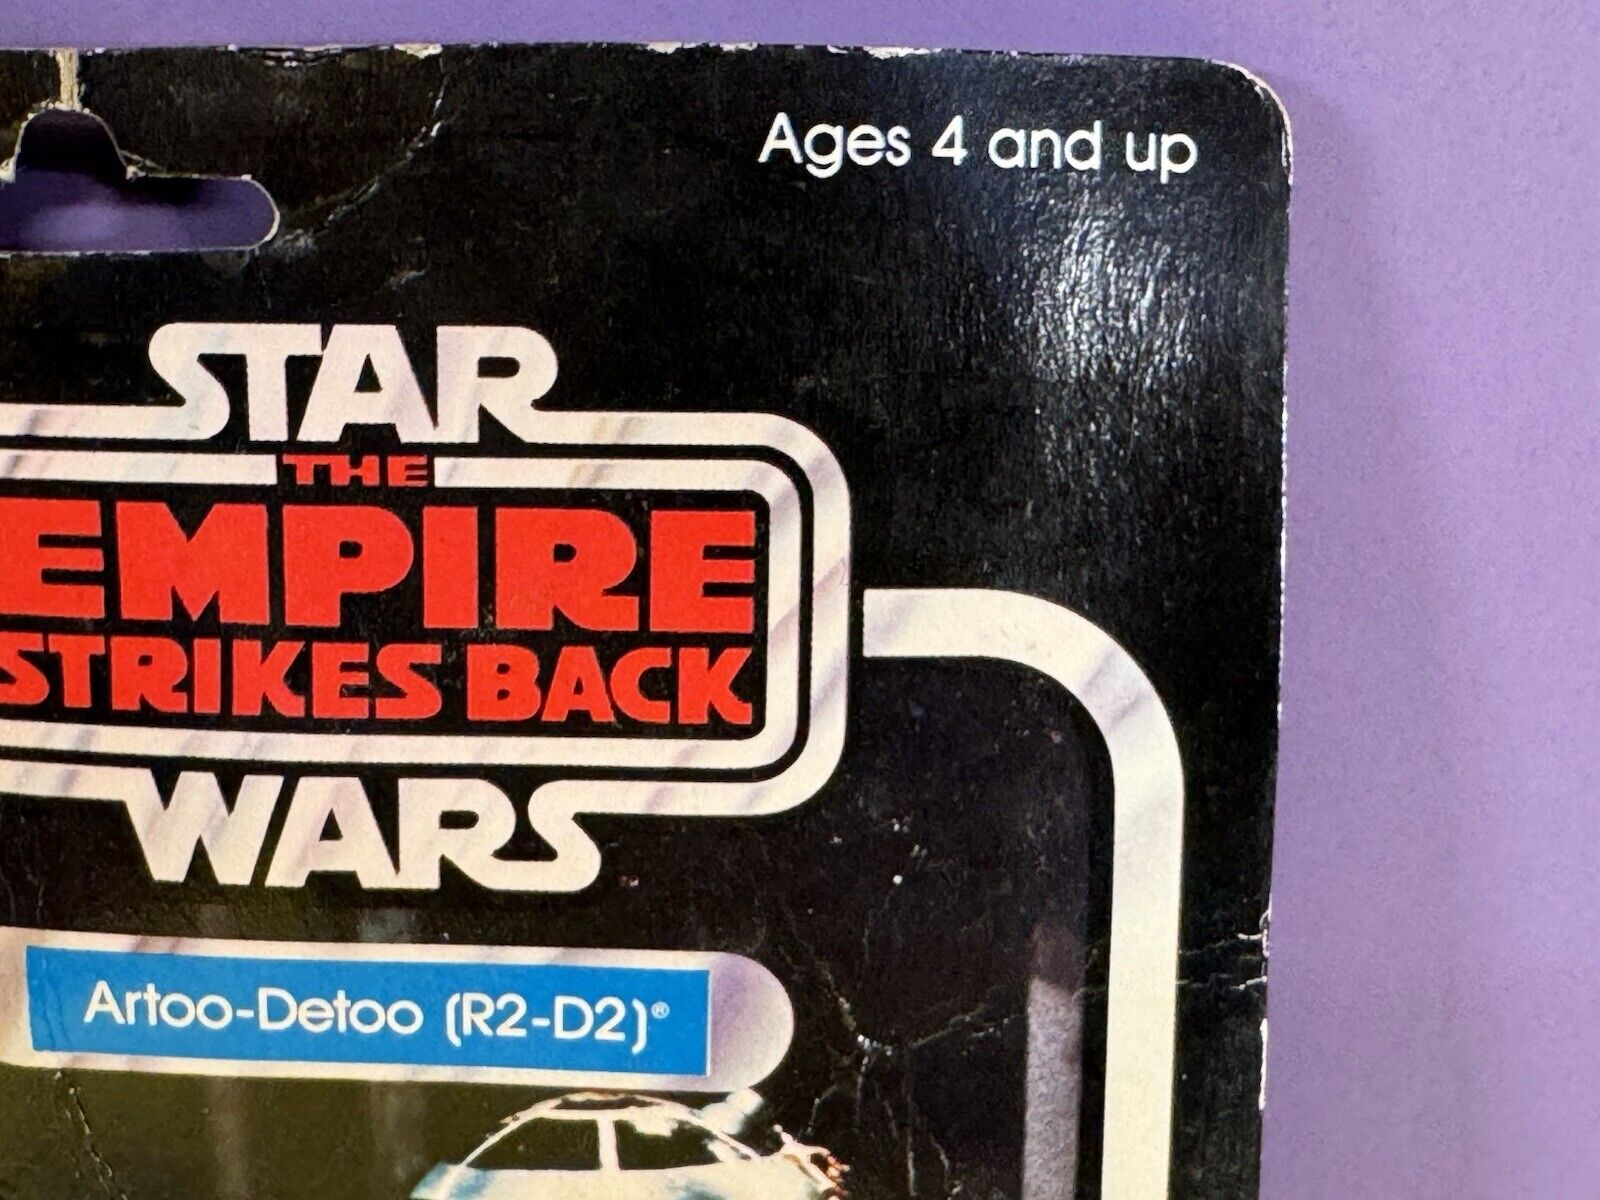 Ages 4 and up
STAR
THE
EMPIRE
STRIKES BACK
WARS
Artoo-Detoo (R2-D2)®